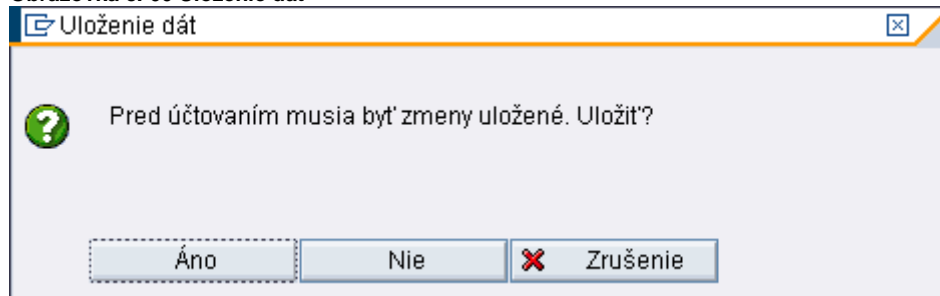 Uloženie dát
Pred účtovaním musia byť zmeny uložené. Uložiť?
Áno
Nie
Zrušenie